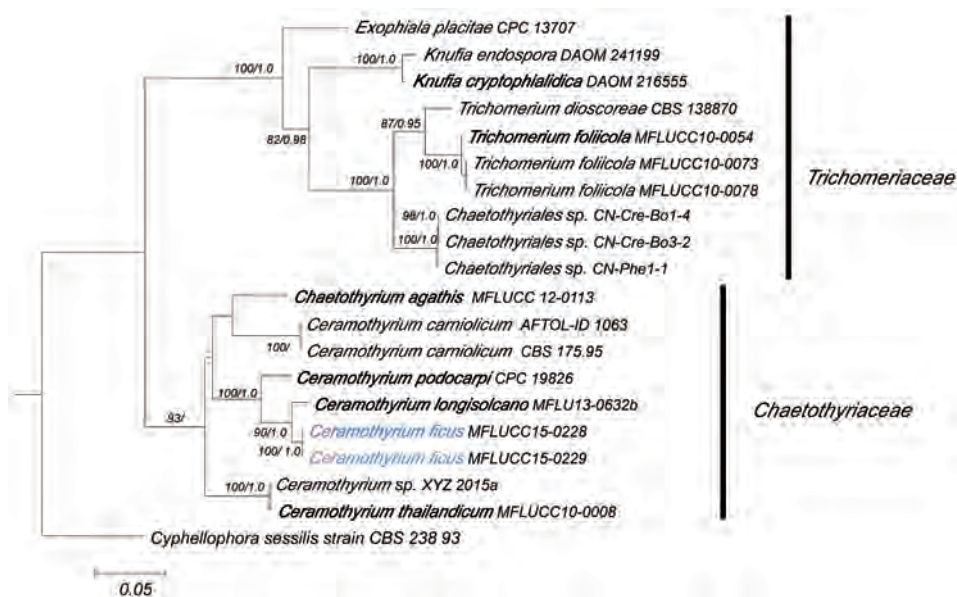 Exophiala placitae CPC 13707
Knufia endospora DAOM 241199
100/1.0
100/1.0
Knufia cryptophialidica DAOM 216555
Trichomerium dioscoreae CBS 138870
87/0.95
82/0.98
Trichomerium foliicola MFLUCC10-0054
100/1.0
Trichomerium foliicola MFLUCC10-0073
100/1.0
Trichomerium foliicola MFLUCC10-0078
Trichomeriaceae
98/1.0
Chaetothyriales sp. CN-Cre-Bo1-4
100/1.0
Chaetothyriales sp. CN-Cre-Bo3-2
Chaetothyriales sp. CN-Phe1-1
Chaetothyrium agathis MFLUCC 12-0113
Ceramothyrium carniolicum AFTOL-ID 1063
100/
Ceramothyrium carniolicum CBS 175.95
Ceramothyrium podocarpi CPC 19826
100/1.0
Ceramothyrium longisolcano MFLU13-0632b
Chaetothyriaceae
93/
90/1.0
Ceramothyrium ficus MFLUCC15-0228
100/1.0
Ceramothyrium ficus MFLUCC15-0229
100/1.0
Ceramothyrium sp. XYZ 2015a
Ceramothyrium thailandicum MFLUCC10-0008
Cyphellophora sessilis strain CBS 238 93
0.05